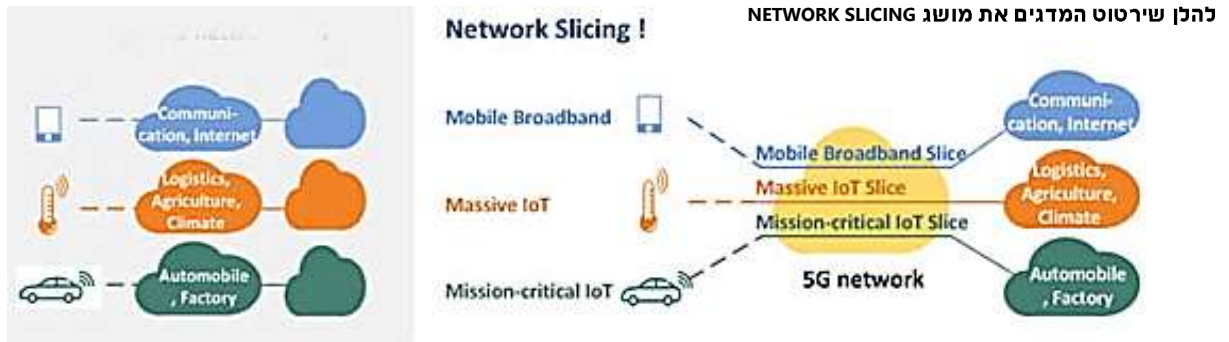 להלן שירטוט המדגים את מושג NETWORK SLICING
Communi-
cation, Internet
Logistics,
Agriculture,
Climate
Automobile
, Factory
Network Slicing !
Mobile Broadband
Massive IoT
Mission-critical IoT
Mobile Broadband Slice
Massive IoT Slice
Mission-critical IoT Slice
5G network
Communi-
cation, Internet
Logistics,
Agriculture,
Climate
Automobile
, Factory